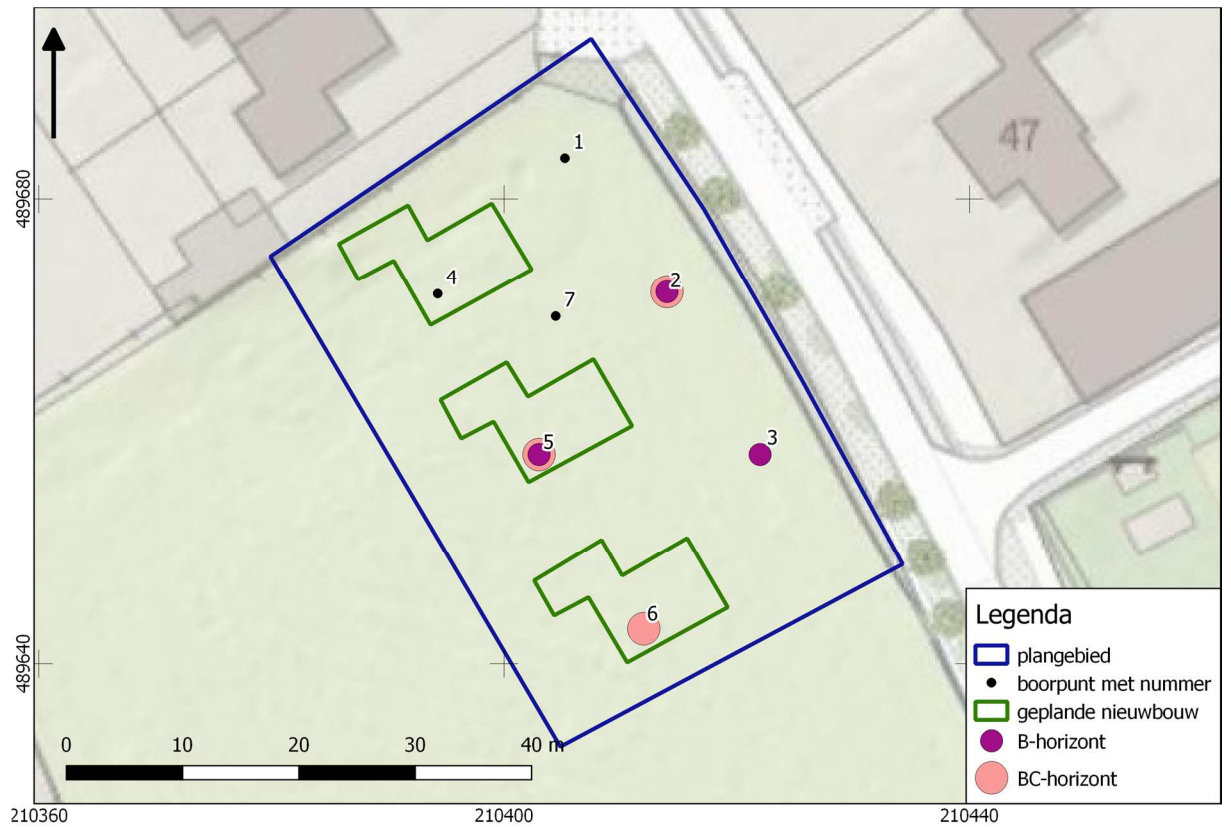 1
47
489680
4
7
2
5
3
6
489640
Legenda
plangebied
boorpunt met nummer
geplande nieuwbouw
B-horizont
BC-horizont
0 10 20 30 40 m
210360 210400 210440